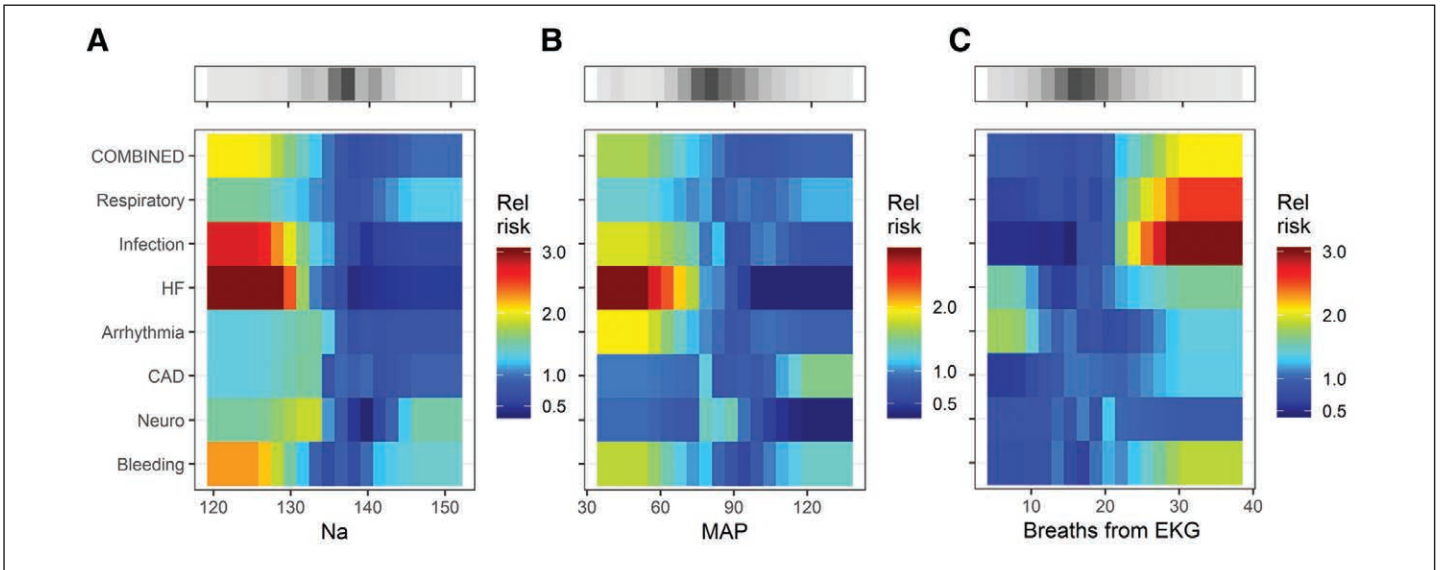 A
B
C
COMBINED
Respiratory
Infection
HF
Arrhythmia
CAD
Neuro
Bleeding
Rel
risk
3.0
2.0
1.0
0.5
120 130 140 150
Na
Rel
risk
2.0
1.0
0.5
30 60 90 120
MAP
Rel
risk
3.0
2.0
1.0
0.5
10 20 30 40
Breaths from EKG